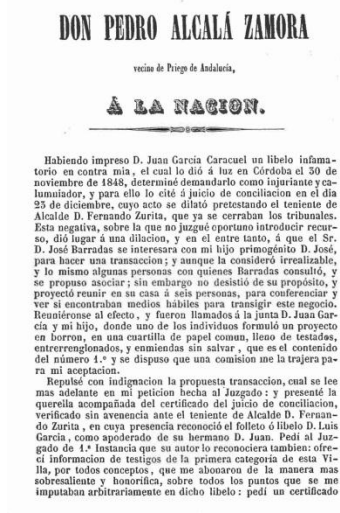 DON PEDRO ALCALÁ ZAMORA
vecino de Priego de Andalucía,
Á LA NACION.
Habiendo impreso D. Juan García Caracuel un libelo infama-
torio en contra mia, el cual lo dió á luz en Córdoba el 30 de
noviembre de 1848, determiné demandarlo como injuriante y ca-
lumniador, y para ello lo cité á juicio de conciliacion en el dia
23 de diciembre, cuyo acto se dilató pretestando el teniente de
Alcalde D. Fernando Zurita, que ya se cerraban los tribunales.
Esta negativa, sobre la que no juzgué oportuno introducir recur-
so, dió lugar á una dilacion, y en el entre tanto, á que el Sr.
D. José Barradas se interesara con mi hijo primogénito D. José,
para hacer una transaccion; y aunque la consideró irrealizable,
y lo mismo algunas personas con quienes Barradas consultó, y
se propuso asociar; sin embargo no desistió de su propósito, y
proyectó reunir en su casa á seis personas, para conferenciar y
ver si encontraban medios hábiles para transigir este negocio.
Reuniéronse al efecto, y fueron llamados á la junta D. Juan Gar-
cía y mi hijo, donde uno de los individuos formuló un proyecto
en borron, en una cuartilla de papel comun, lleno de testados,
entrerrenglonados, y enmiendas sin salvar, que es el contenido
del número 1.º y se dispuso que una comision me la trajera pa-
ra mi aceptacion.
Repulsé con indignacion la propuesta transaccion, cual se lee
mas adelante en mi peticion hecha al Juzgado: y presenté la
querella acompañada del certificado del juicio de conciliacion,
verificado sin avenencia ante el teniente de Alcalde D. Fernan-
do Zurita, en cuya presencia reconoció el folleto ó libelo D. Luis
García, como apoderado de su hermano D. Juan. Pedí al Juz-
gado de 1.ª Instancia que su autor lo reconociera tambien: ofre-
cí informacion de testigos de la primera categoría de esta Vi-
lla, por todos conceptos, que me abonaron de la manera mas
sobresaliente y honorífica, sobre todos los puntos que se me
imputaban arbitrariamente en dicho libelo: pedí un certificado